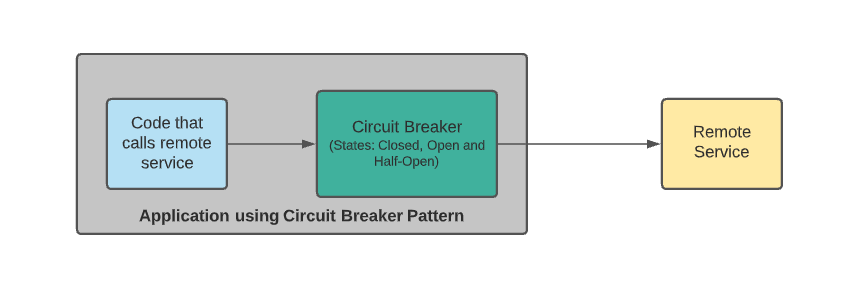 Code that
calls remote
service
Circuit Breaker
(States: Closed, Open and
Half-Open)
Remote
Service
Application using Circuit Breaker Pattern